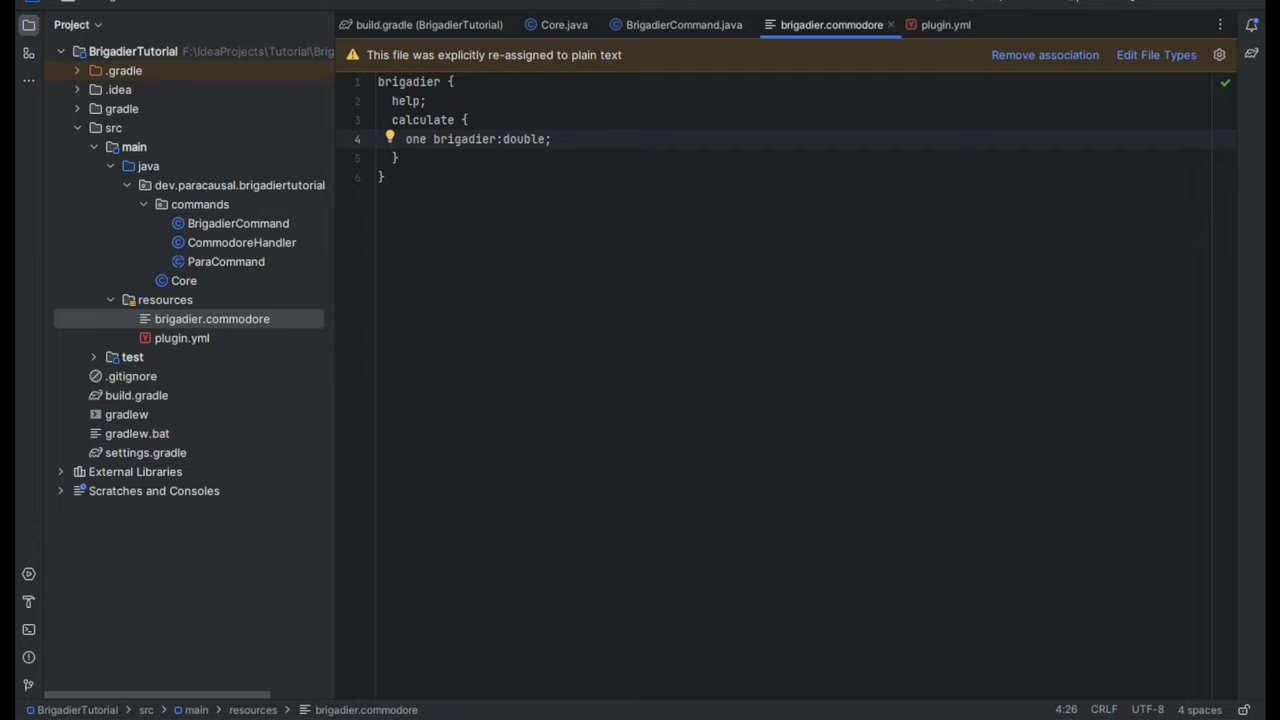 Project
build.gradle (BrigadierTutorial)
Core.java
BrigadierCommand.java
brigadier.commodore
plugin.yml
BrigadierTutorial F:\IdeaProjects\Tutorial\Brig
.gradle
.idea
gradle
src
main
java
dev.paracausal.brigadiertutorial
commands
BrigadierCommand
CommodoreHandler
ParaCommand
Core
resources
brigadier.commodore
plugin.yml
test
.gitignore
build.gradle
gradlew
gradlew.bat
settings.gradle
External Libraries
Scratches and Consoles
This file was explicitly re-assigned to plain text
Remove association
Edit File Types
1 brigadier {
2 help;
3 calculate {
4 one brigadier:double;
5 }
6 }
BrigadierTutorial > src > main > resources > brigadier.commodore
4:26 CRLF UTF-8 4 spaces